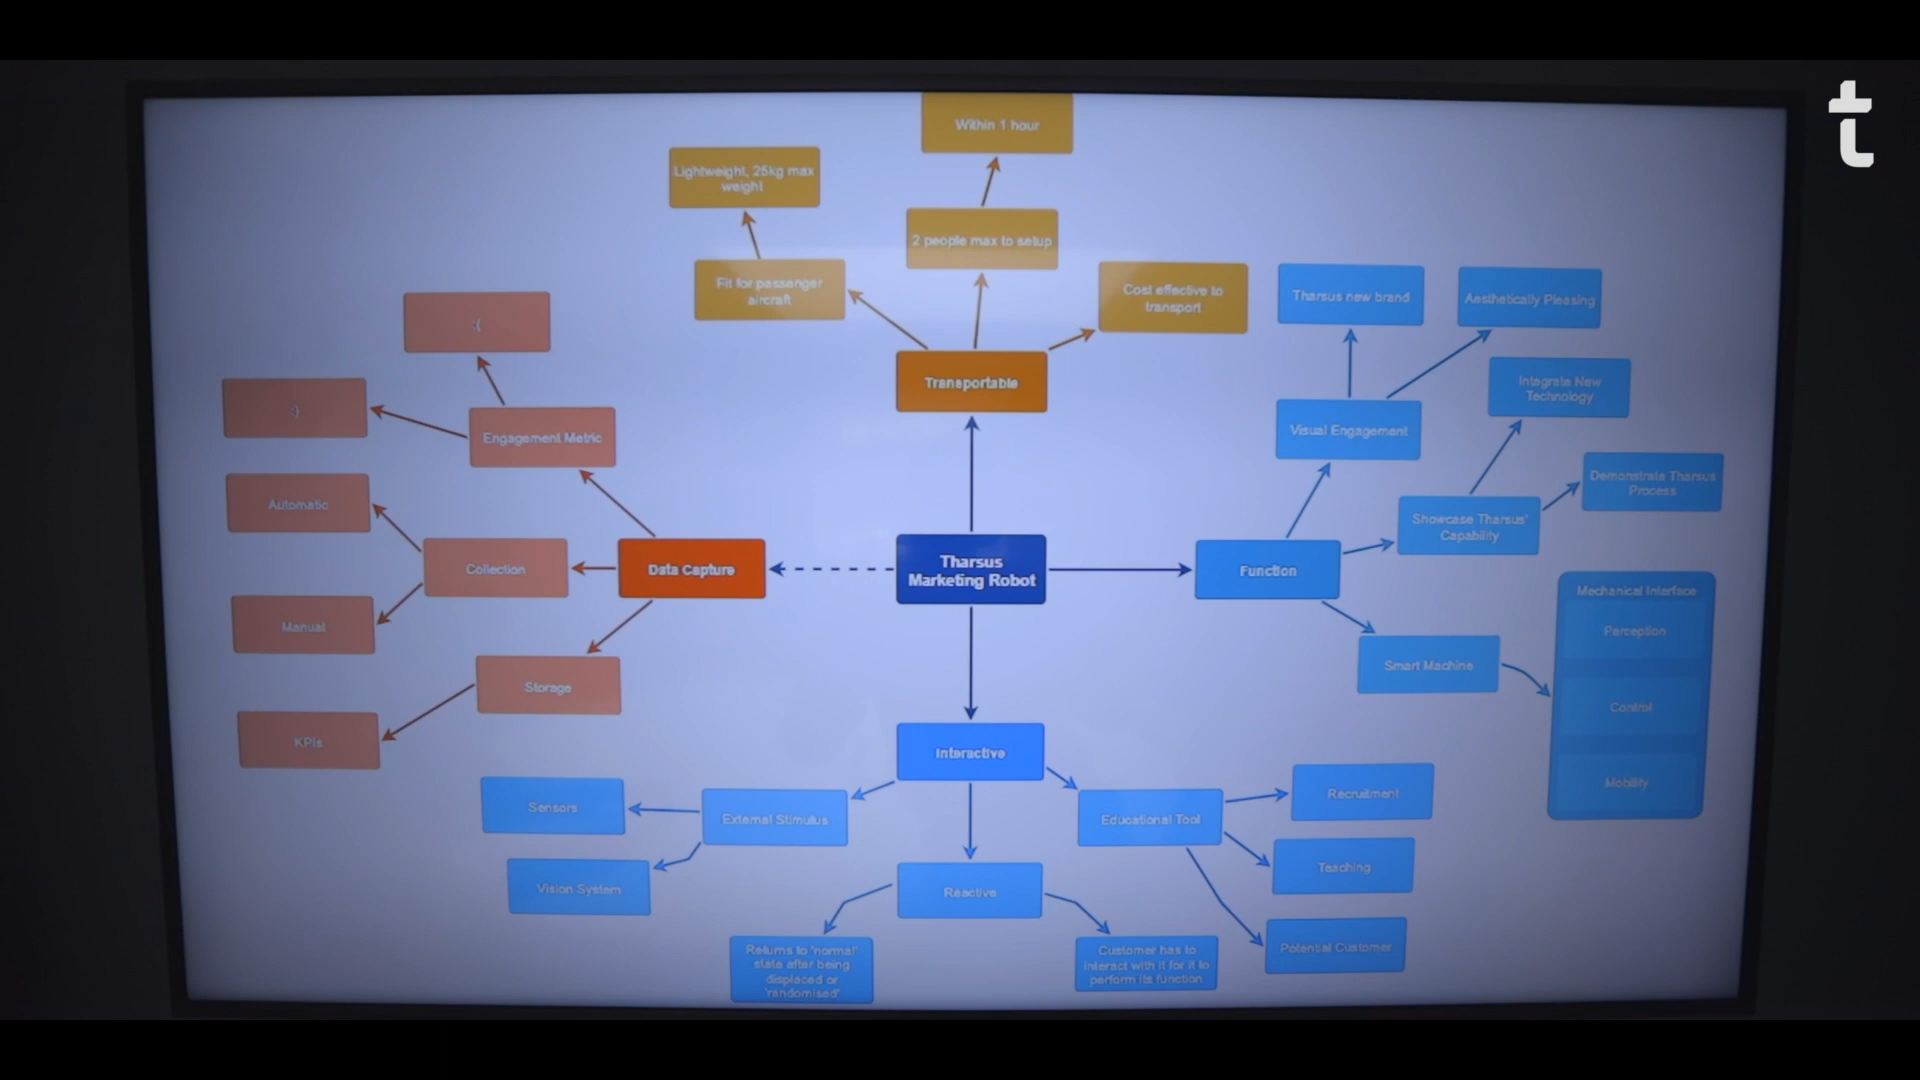 t
Within 1 hour
Lightweight, 25kg max
weight
2 people max to setup
Fit for passenger
aircraft
Cost effective to
transport
Tharsus new brand
Aesthetically Pleasing
:(
Transportable
Integrate New
Technology
:)
Engagement Metric
Visual Engagement
Demonstrate Tharsus
Process
Automatic
Showcase Tharsus'
Capability
Collection
Data Capture
Tharsus
Marketing Robot
Function
Mechanical Interface
Perception
Manual
Smart Machine
Storage
Control
KPIs
Interactive
Mobility
Sensors
External Stimulus
Educational Tool
Recruitment
Vision System
Reactive
Teaching
Returns to 'normal'
state after being
displaced or
'randomised'
Customer has to
interact with it for it to
perform its function
Potential Customer